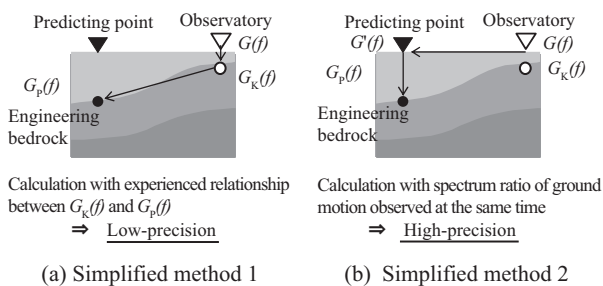 Predicting point
Observatory
G(f)
G_K(f)
G_P(f)
Engineering
bedrock
Calculation with experienced relationship
between G_K(f) and G_P(f)
⇒ Low-precision
(a) Simplified method 1
Predicting point
Observatory
G'(f)
G(f)
G_P(f)
G_K(f)
Engineering
bedrock
Calculation with spectrum ratio of ground
motion observed at the same time
⇒ High-precision
(b) Simplified method 2